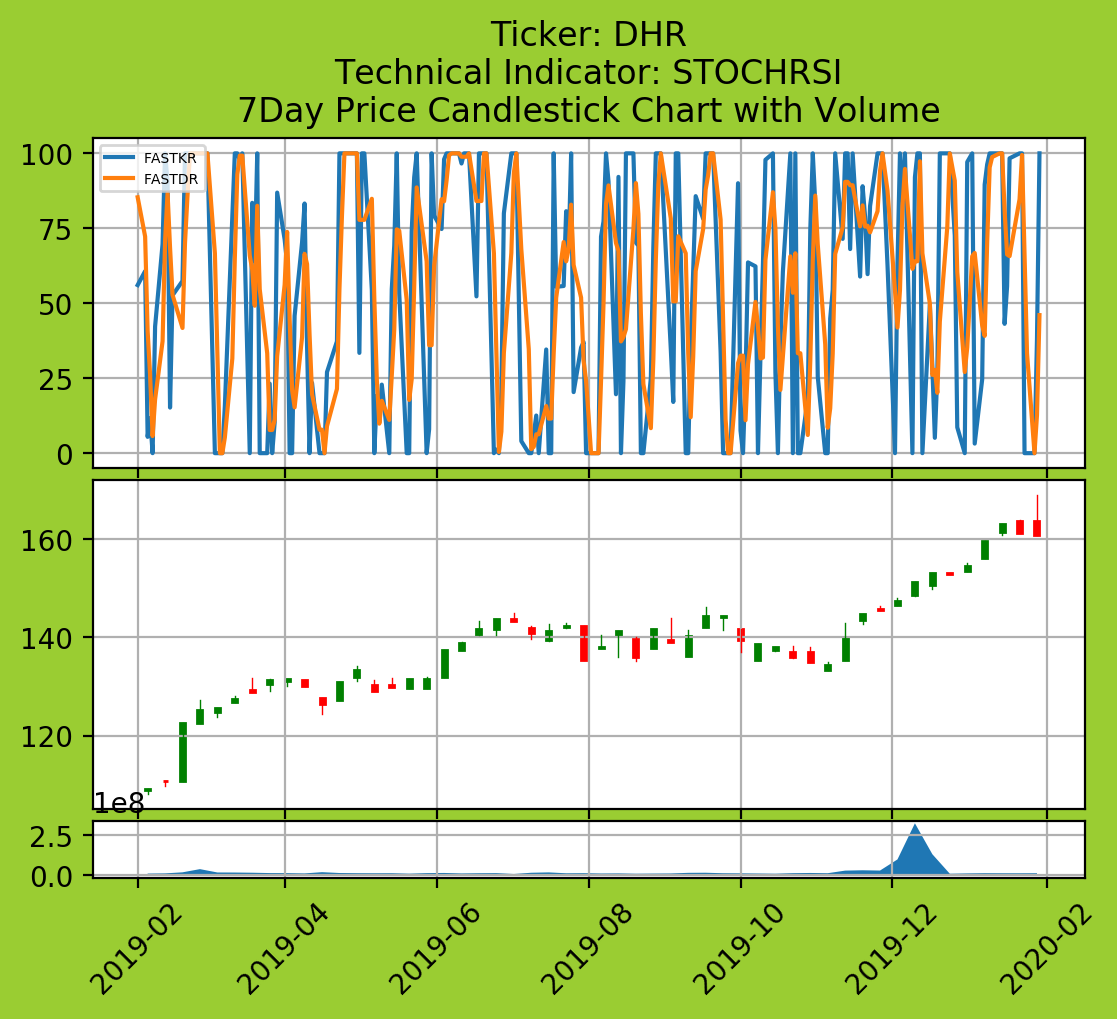 Ticker: DHR
Technical Indicator: STOCHRSI
7Day Price Candlestick Chart with Volume
FASTKR
FASTDR
100
75
50
25
0
160
140
120
1e8
2.5
0.0
2019-02
2019-04
2019-06
2019-08
2019-10
2019-12
2020-02